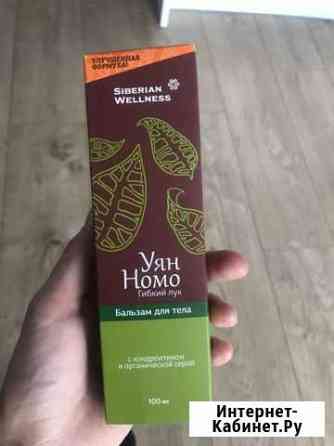 УЛУЧШЕННАЯ
ФОРМУЛА!
SIBERIAN
WELLNESS
Уян
Номо
Гибкий лук
Бальзам для тела
с хондроитином
и органической серой
100 мл
Интернет-
Кабинет.Ру